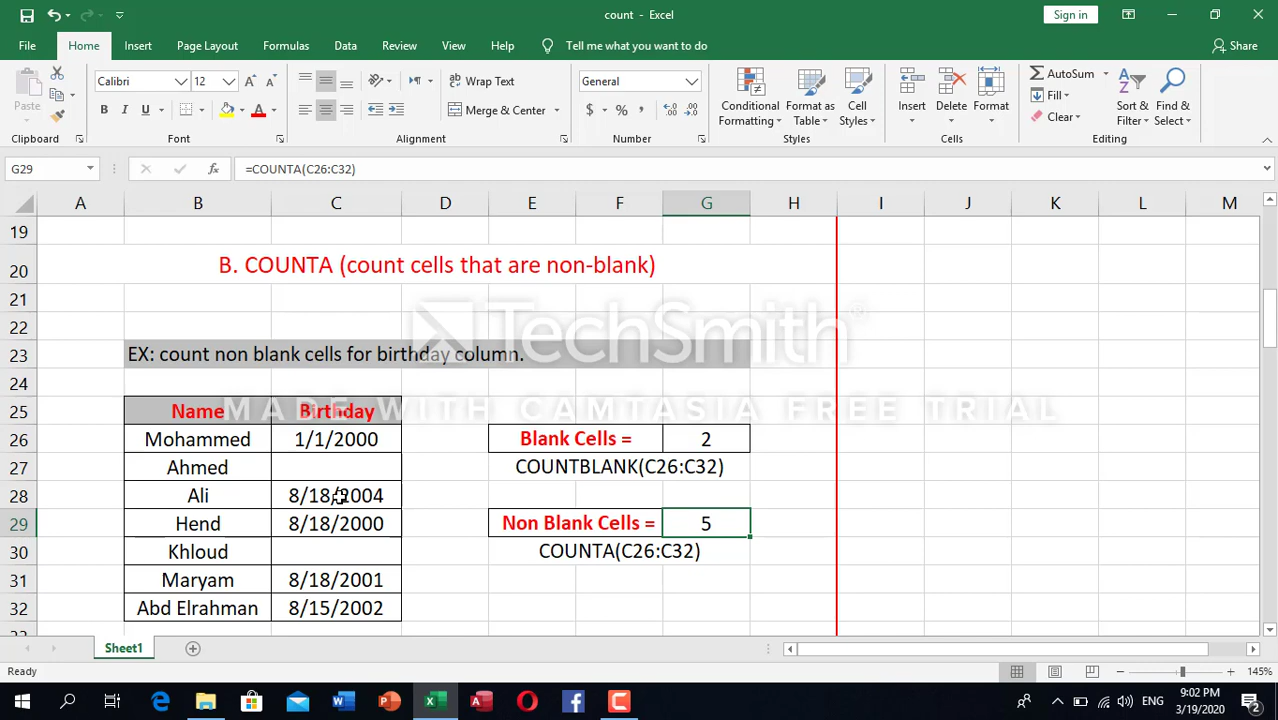 count - Excel
Sign in
File Home Insert Page Layout Formulas Data Review View Help Tell me what you want to do Share
Paste
Calibri 12
B I U
Wrap Text
Merge & Center
General
$ % ,
Conditional Formatting
Format as Table
Cell Styles
Insert Delete Format
AutoSum
Fill
Clear
Sort & Filter
Find & Select
Clipboard Font Alignment Number Styles Cells Editing
G29 fx =COUNTA(C26:C32)
A B C D E F G H I J K L M
19
20 B. COUNTA (count cells that are non-blank)
21
22
TechSmith®
23 EX: count non blank cells for birthday column.
24
MADE WITH CAMTASIA FREE TRIAL
25 Name Birthday
26 Mohammed 1/1/2000 Blank Cells = 2
27 Ahmed COUNTBLANK(C26:C32)
28 Ali 8/18/2004
29 Hend 8/18/2000 Non Blank Cells = 5
30 Khloud COUNTA(C26:C32)
31 Maryam 8/18/2001
32 Abd Elrahman 8/15/2002
Sheet1
Ready 145%
ENG 9:02 PM
3/19/2020 2